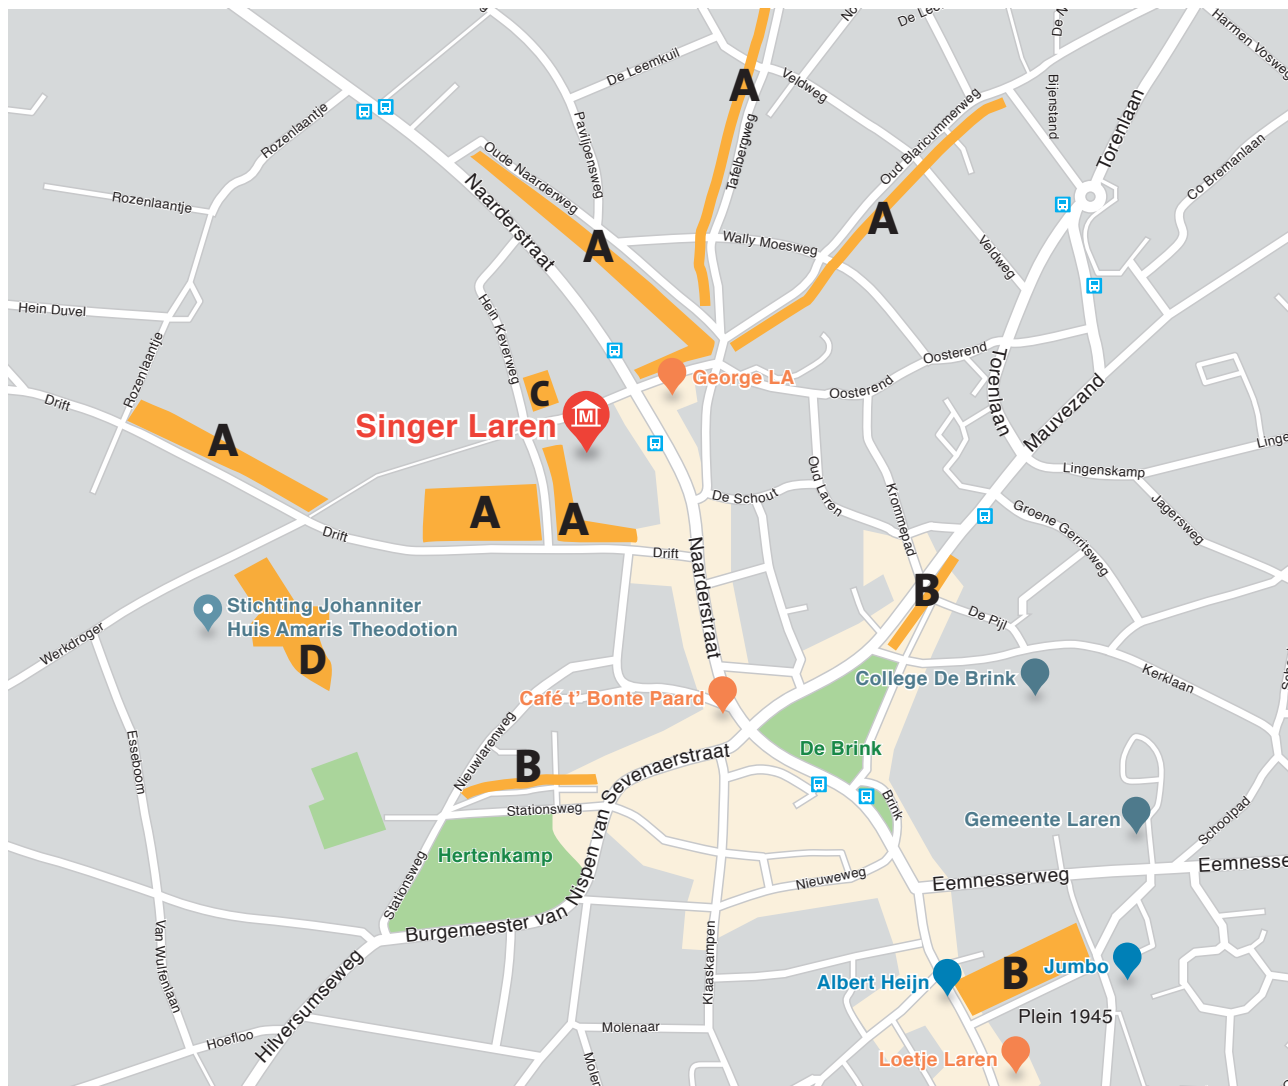 De Leemkuil
A
Veldweg
Bijenstand
Torenlaan
Harmen Vosweg
Rozenlaantje
Paviljoensweg
Tafelbergweg
Oud Blaricummerweg
Co Bremanlaan
Oude Naarderweg
Rozenlaantje
Naarderstraat
A
A
Wally Moesweg
Veldweg
Hein Duvel
Hein Keverweg
Rozenlaantje
Oosterend
Torenlaan
C
George LA
Oosterend
Mauvezand
Drift
Singer Laren
M
A
Lingenskamp
Oud Laren
Krommepad
De Schout
Jagersweg
A
A
Groene Gerritsweg
Drift
Drift
Naarderstraat
B
Stichting Johanniter
Huis Amaris Theodotion
De Pijl
Werkdroger
D
College De Brink
Kerklaan
Café t’ Bonte Paard
Nieuwlarenweg
Esseboom
De Brink
B
Burgemeester van Nispen van Sevenaerstraat
Stationsweg
Brink
Gemeente Laren
Schoolpad
Hertenkamp
Stationsweg
Nieuweweg
Eemnesserweg
Eemnesse
Van Wulfenlaan
Klaaskampen
Hilversumseweg
B
Jumbo
Albert Heijn
Plein 1945
Hoefloo
Molenaar
Loetje Laren